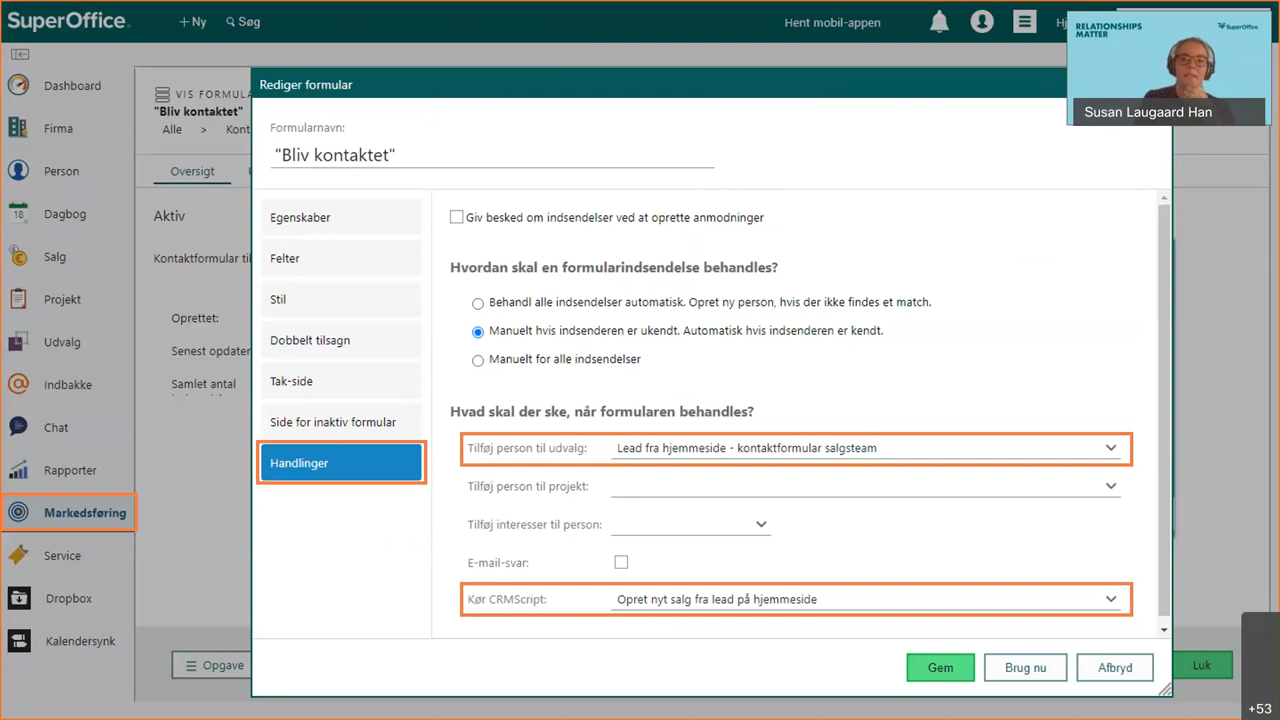 SuperOffice.
+ Ny
Søg
Hent mobil-appen
Hj
RELATIONSHIPS
MATTER
SuperOffice
Susan Laugaard Han
Dashboard
Firma
Person
18
Dagbog
Salg
Projekt
Udvalg
Indbakke
Chat
Rapporter
Markedsføring
Service
Dropbox
Kalendersynk
VIS FORMULA
"Bliv kontaktet"
Alle > Kont
Oversigt
Aktiv
Kontaktformular til
Oprettet:
Senest opdater
Samlet antal
Opgave
Rediger formular
Formularnavn:
"Bliv kontaktet"
Egenskaber
Felter
Stil
Dobbelt tilsagn
Tak-side
Side for inaktiv formular
Handlinger
Giv besked om indsendelser ved at oprette anmodninger
Hvordan skal en formularindsendelse behandles?
Behandl alle indsendelser automatisk. Opret ny person, hvis der ikke findes et match.
Manuelt hvis indsenderen er ukendt. Automatisk hvis indsenderen er kendt.
Manuelt for alle indsendelser
Hvad skal der ske, når formularen behandles?
Tilføj person til udvalg: Lead fra hjemmeside - kontaktformular salgsteam
Tilføj person til projekt:
Tilføj interesser til person:
E-mail-svar:
Kør CRMScript: Opret nyt salg fra lead på hjemmeside
Gem
Brug nu
Afbryd
Luk
+53